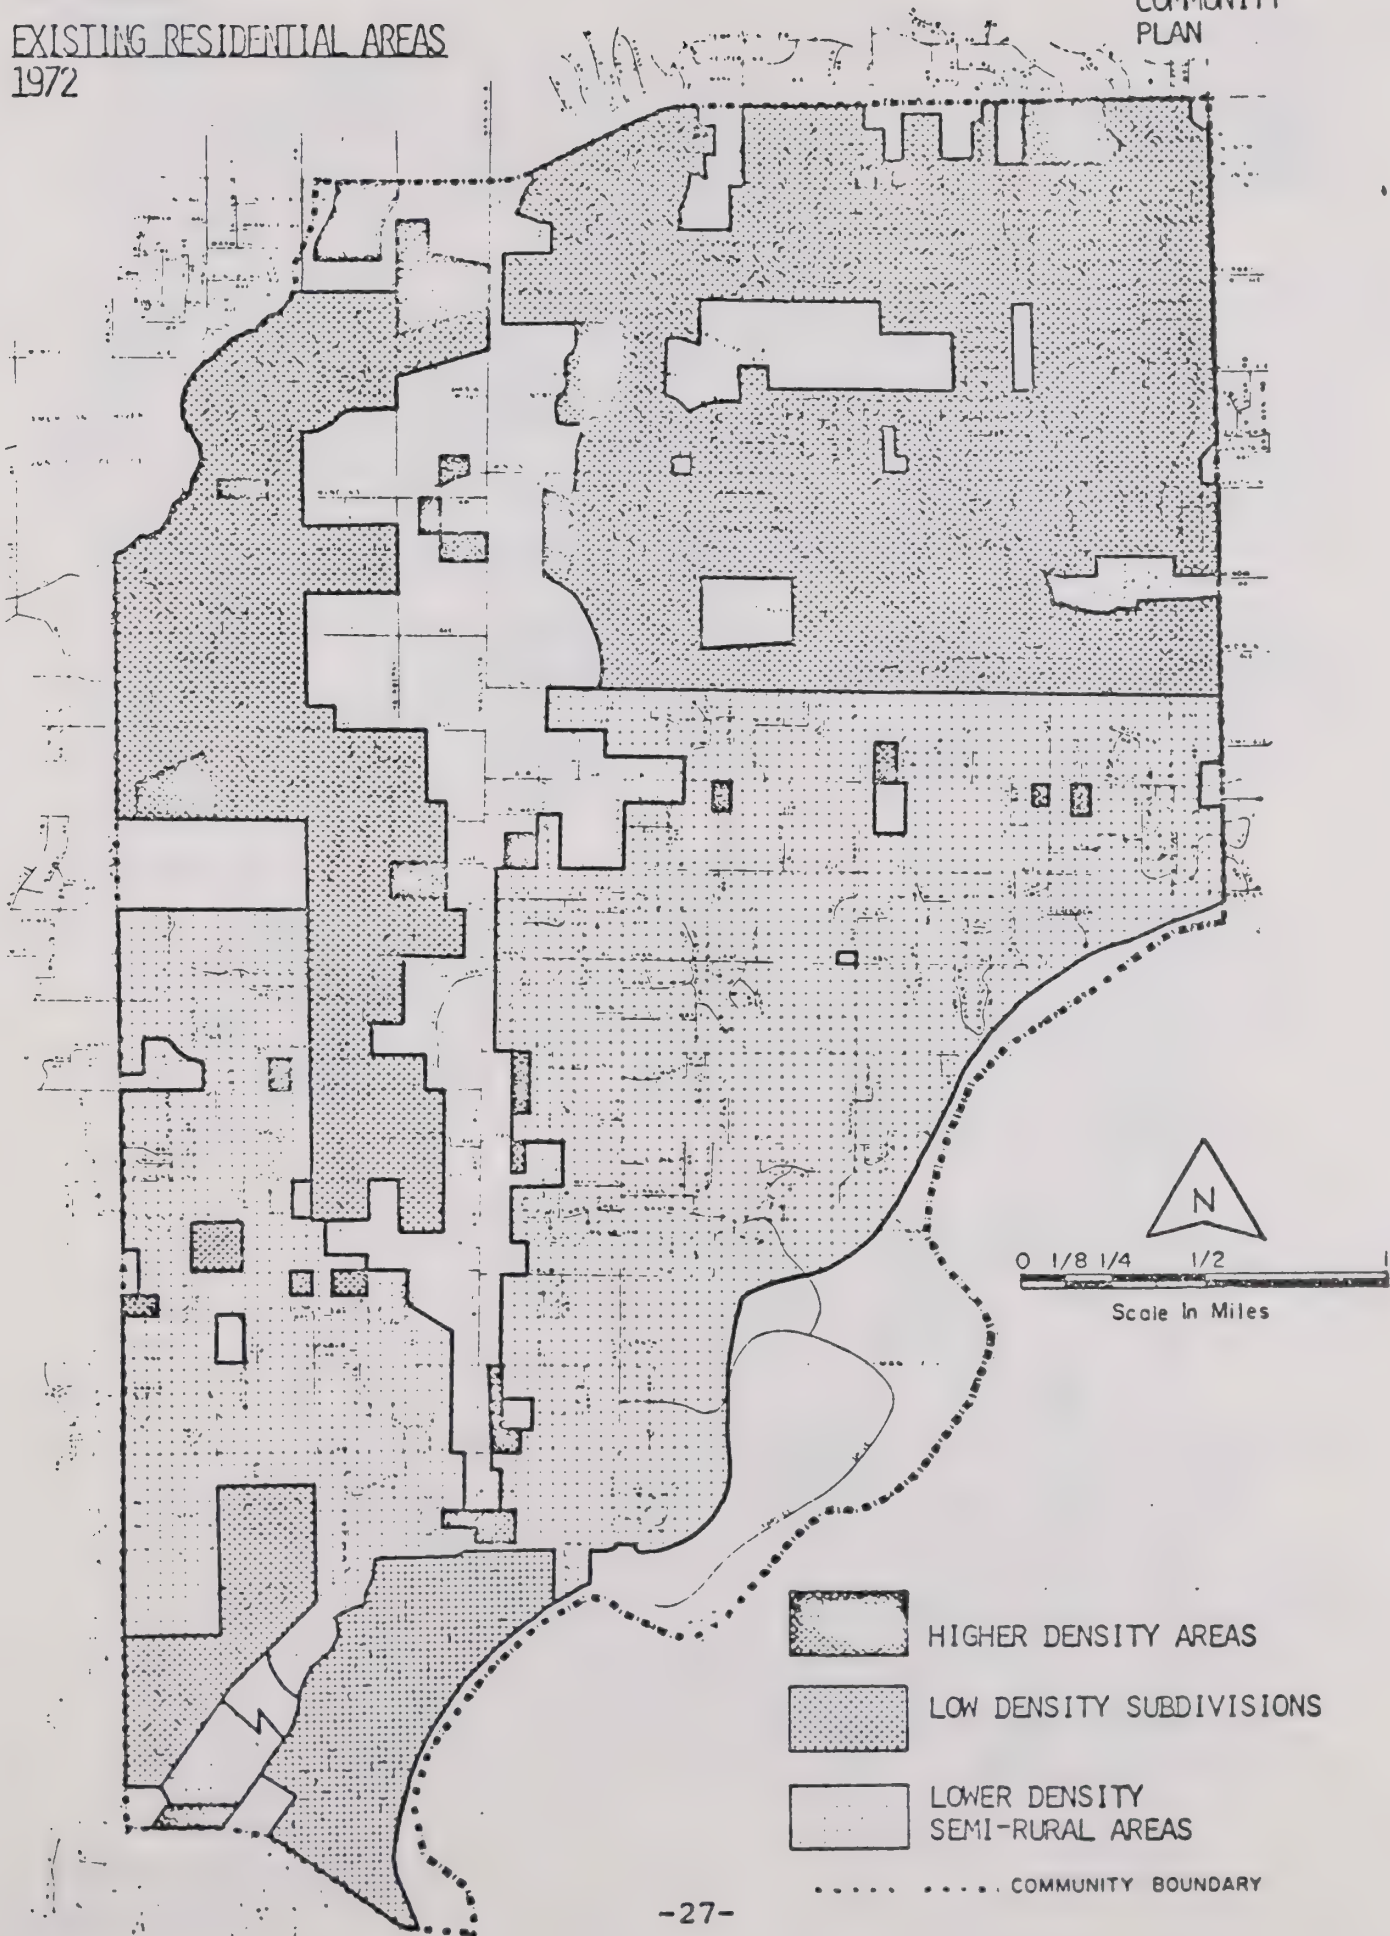 EXISTING RESIDENTIAL AREAS
1972
COMMUNITY
PLAN
N
0 1/8 1/4 1/2 1
Scale In Miles
HIGHER DENSITY AREAS
LOW DENSITY SUBDIVISIONS
LOWER DENSITY
SEMI-RURAL AREAS
COMMUNITY BOUNDARY
-27-